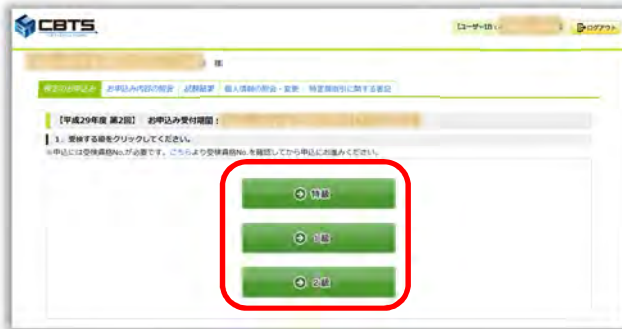 CBTS
[ユーザーID:
ログアウト
様
検定のお申込み お申込み内容の照会 試験結果 個人情報の照会・変更 特定商取引に関する表記
【平成29年度 第2回】 お申込み受付期間:
1. 受検する級をクリックしてください。
※申込には受検資格No.が必要です。こちらより受検資格No.を確認してから申込にお進みください。
特級
1級
2級